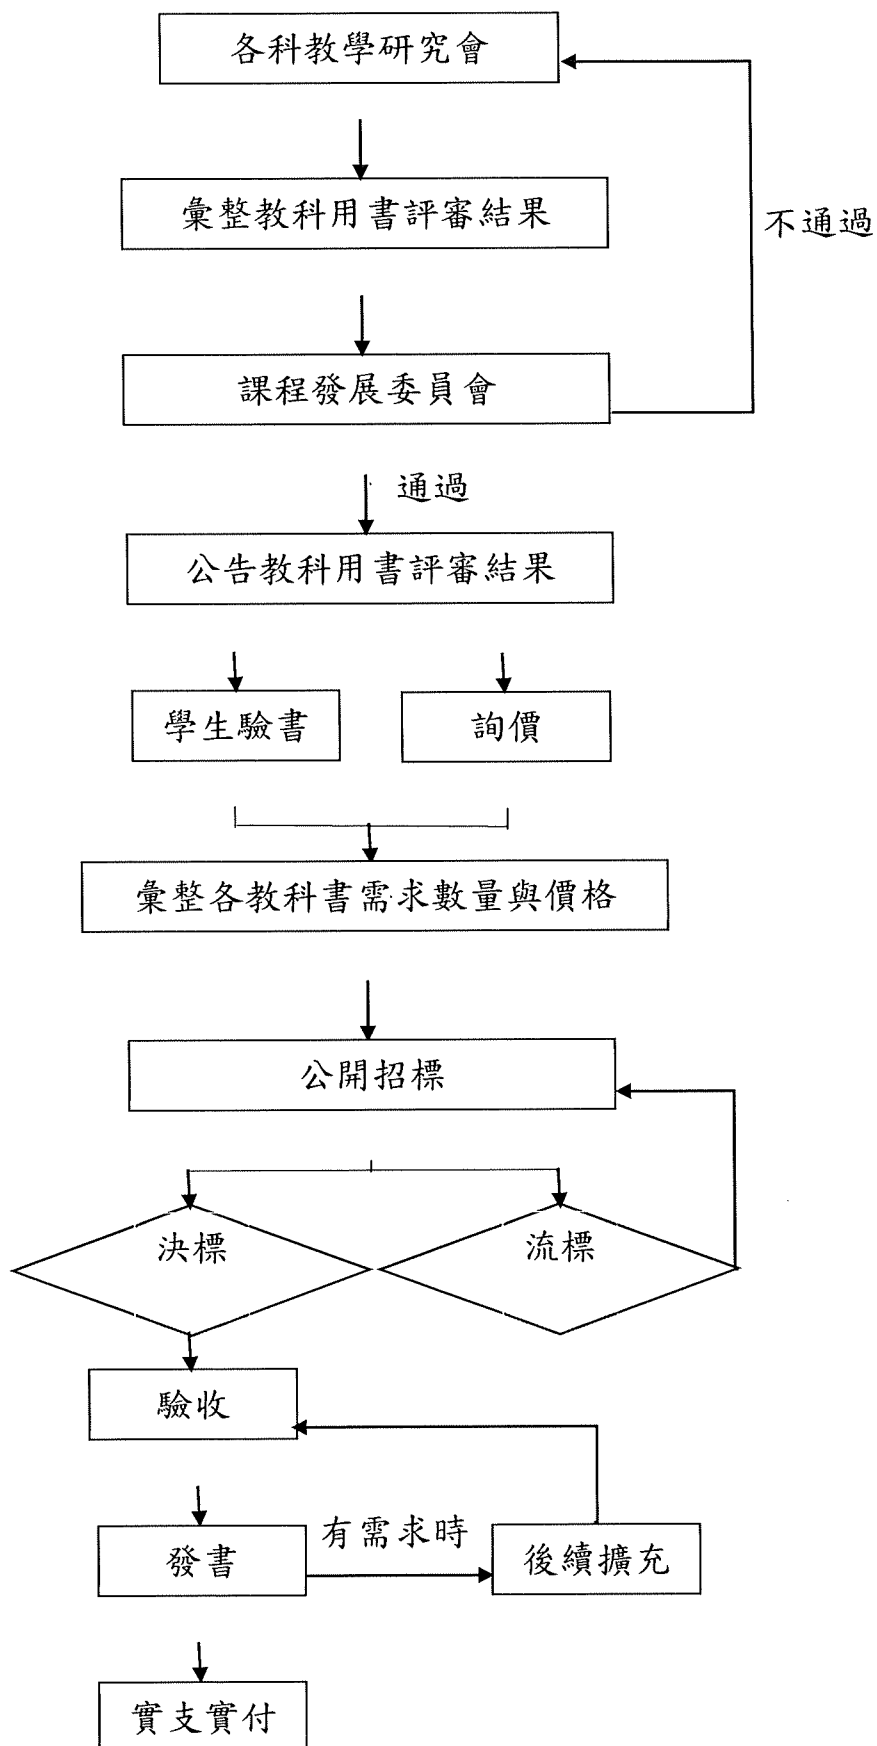 各科教學研究會
彙整教科用書評審結果
不通過
課程發展委員會
通過
公告教科用書評審結果
學生驗書
詢價
彙整各教科書需求數量與價格
公開招標
決標
流標
驗收
有需求時
發書
後續擴充
實支實付